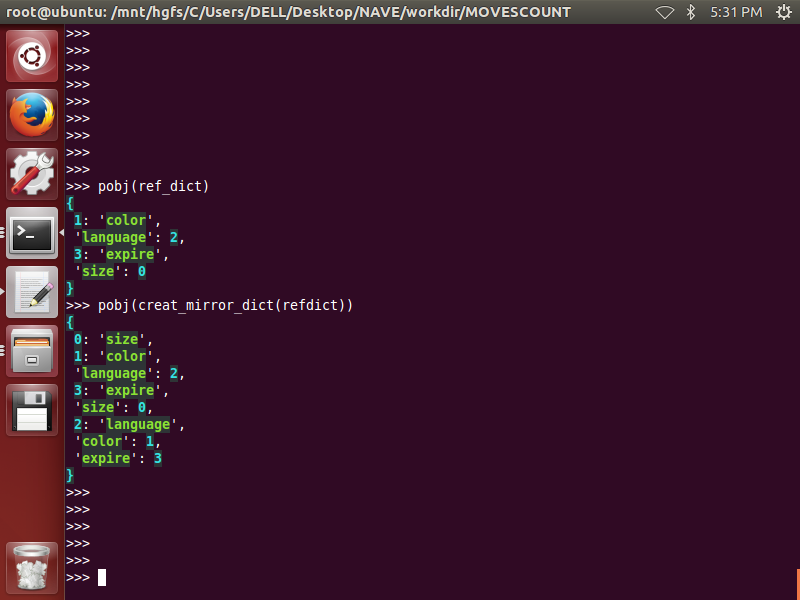 root@ubuntu: /mnt/hgfs/C/Users/DELL/Desktop/NAVE/workdir/MOVESCOUNT 5:31 PM
>>>
>>>
>>>
>>>
>>>
>>>
>>>
>>>
>>>
>>> pobj(ref_dict)
{
1: 'color',
'language': 2,
3: 'expire',
'size': 0
}
>>> pobj(creat_mirror_dict(refdict))
{
0: 'size',
1: 'color',
'language': 2,
3: 'expire',
'size': 0,
2: 'language',
'color': 1,
'expire': 3
}
>>>
>>>
>>>
>>>
>>>
>>>